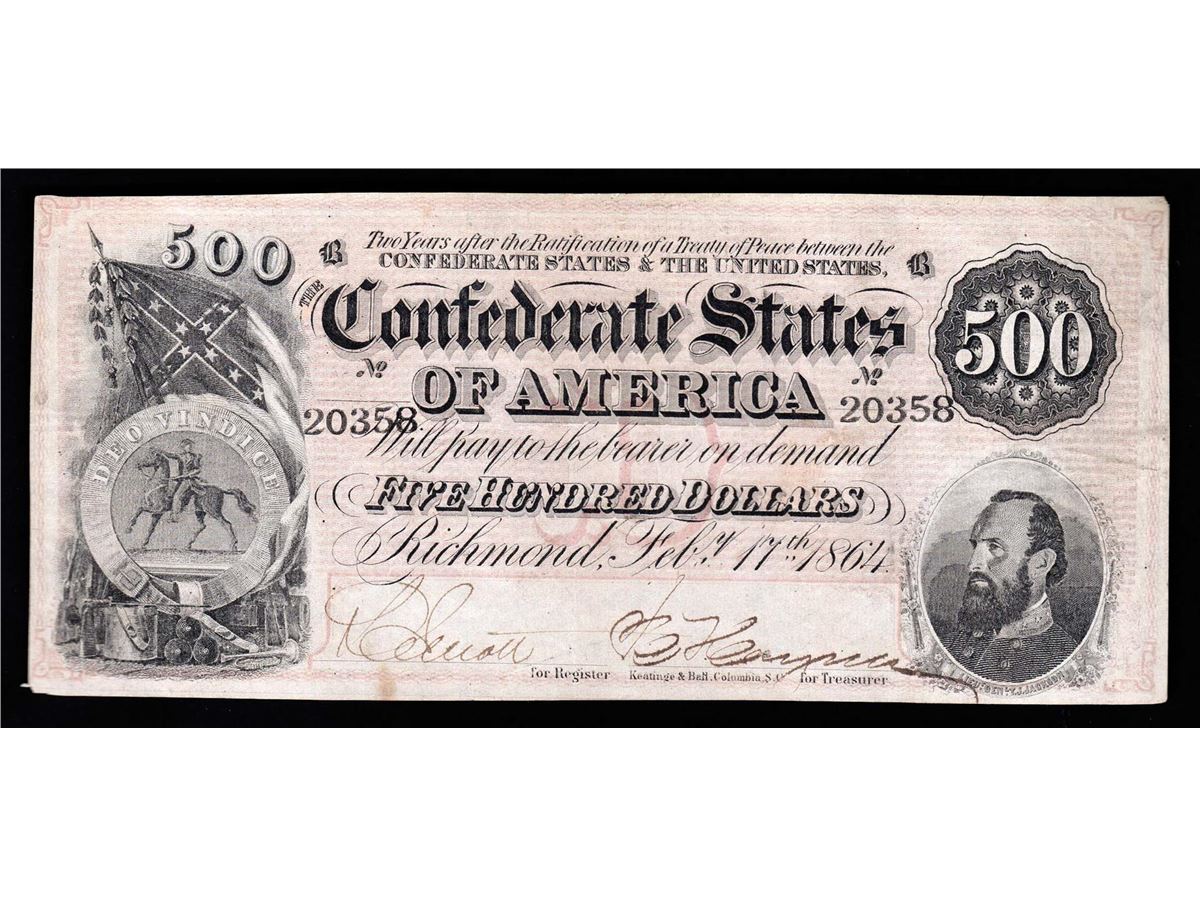 500
B
Two Years after the Ratification of a Treaty of Peace between the
CONFEDERATE STATES & THE UNITED STATES,
B
THE
Confederate States
OF AMERICA
500
No
20358
No
20358
Will pay to the bearer on demand
FIVE HUNDRED DOLLARS
Richmond, Feby. 17th 1864
DEO VINDICE
for Register
Keatinge & Ball, Columbia, S.C.
for Treasurer